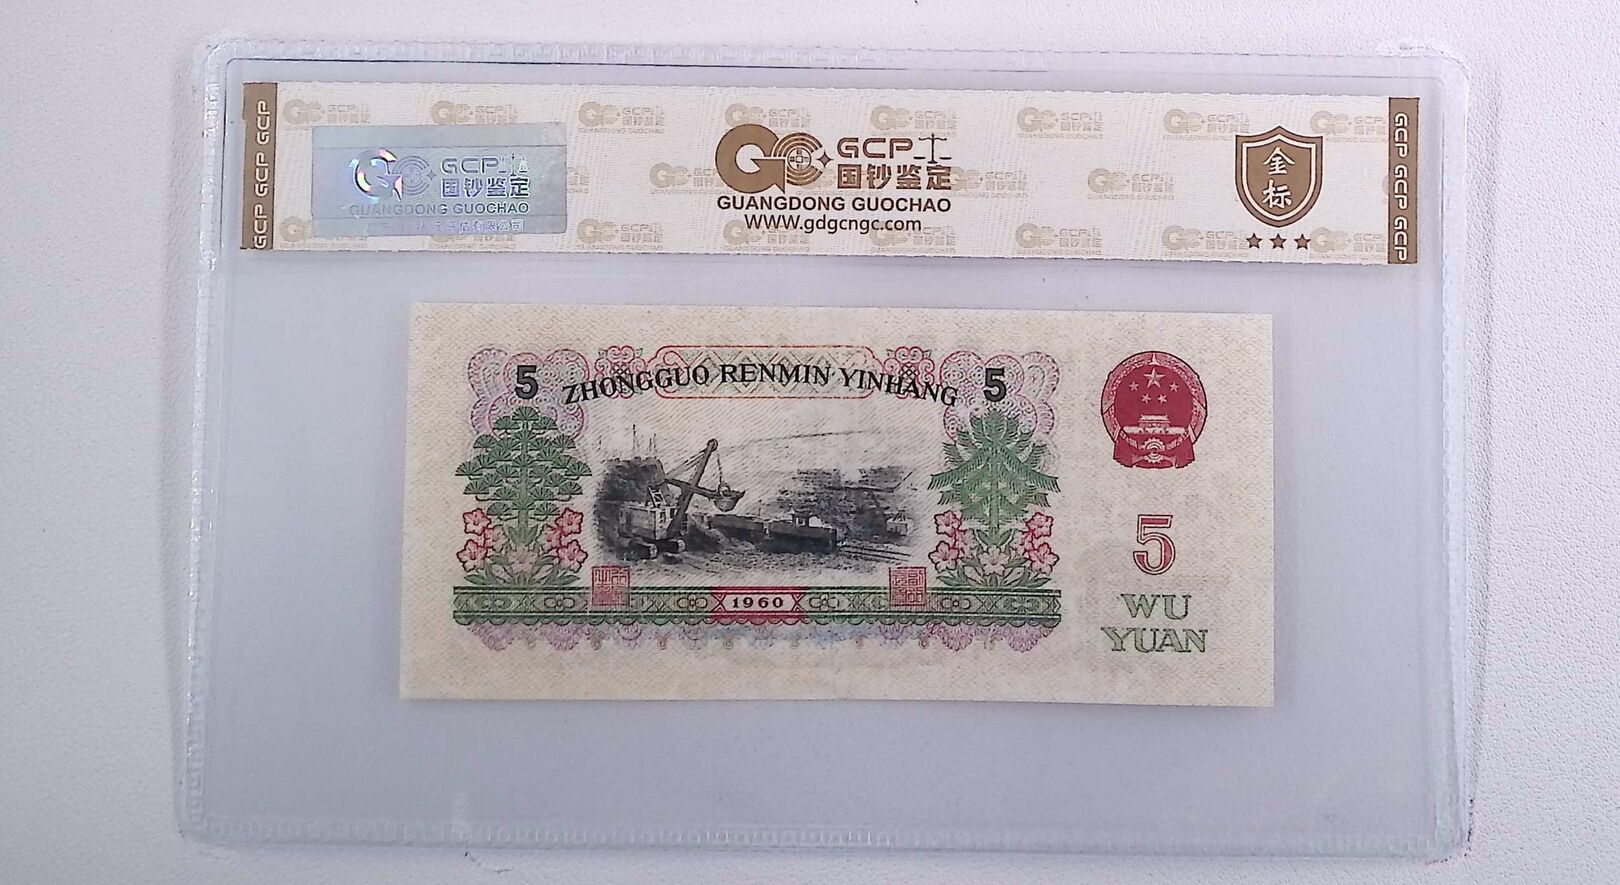 GCP GCP GCP
GCP
国钞鉴定
GUANGDONG GUOCHAO
GCP
国钞鉴定
GUANGDONG GUOCHAO
www.gdgcngc.com
金标
GCP GCP GCP
5 ZHONGGUO RENMIN YINHANG 5
1960
5
WU
YUAN